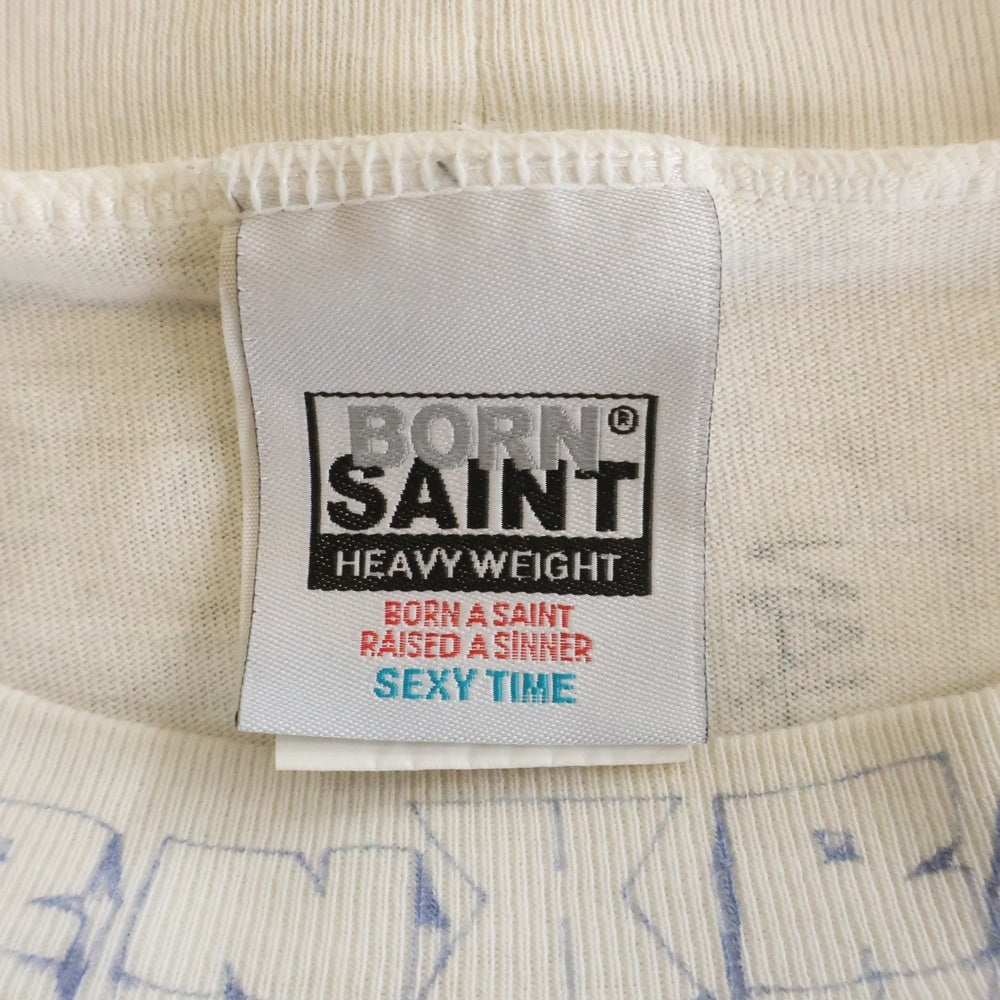 BORN®
SAINT
HEAVY WEIGHT
BORN A SAINT
RAISED A SINNER
SEXY TIME